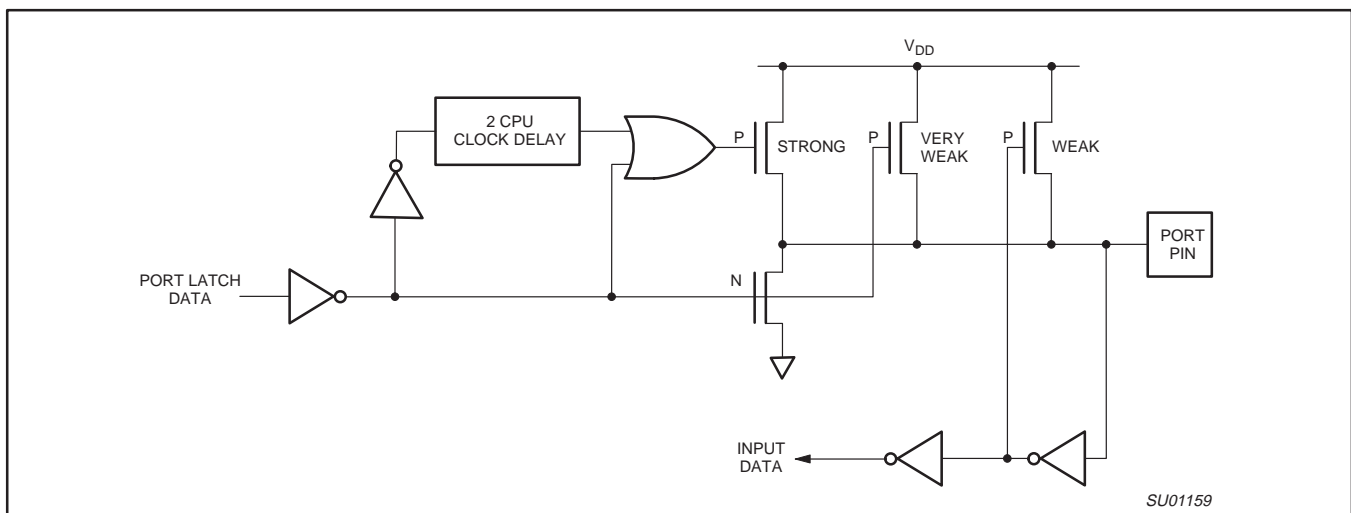 VDD
2 CPU
CLOCK DELAY
P
STRONG
P
VERY
WEAK
P
WEAK
PORT
PIN
PORT LATCH
DATA
N
INPUT
DATA
SU01159